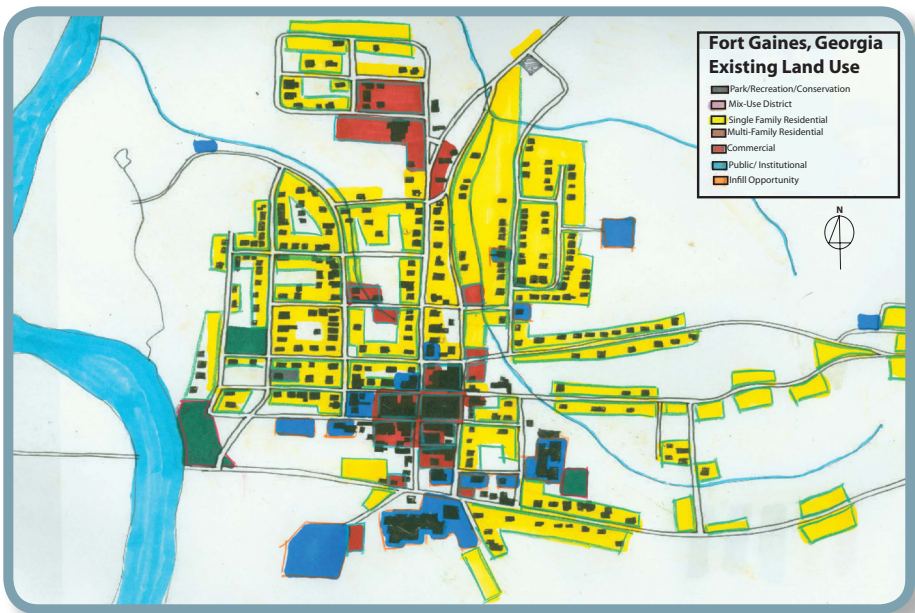 Fort Gaines, Georgia
Existing Land Use
Park/Recreation/Conservation
Mix-Use District
Single Family Residential
Multi-Family Residential
Commercial
Public/ Institutional
Infill Opportunity
N